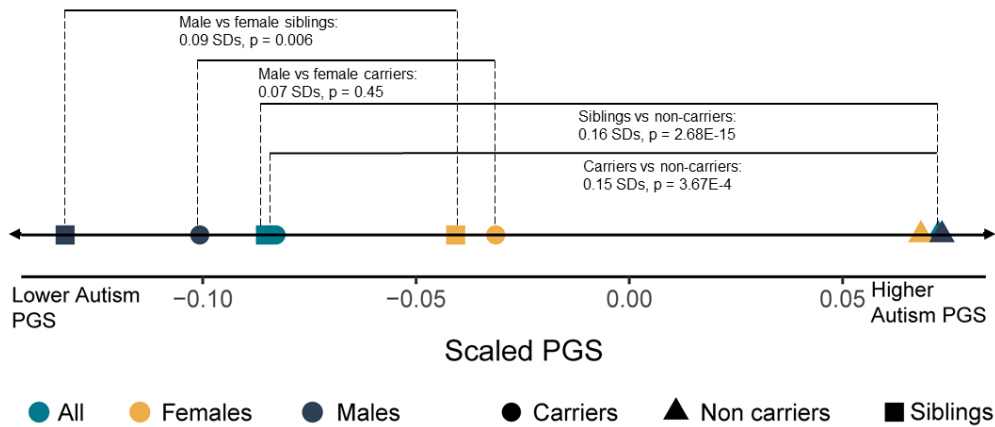 Male vs female siblings:
0.09 SDs, p = 0.006
Male vs female carriers:
0.07 SDs, p = 0.45
Siblings vs non-carriers:
0.16 SDs, p = 2.68E-15
Carriers vs non-carriers:
0.15 SDs, p = 3.67E-4
Lower Autism
PGS
−0.10
−0.05
0.00
0.05
Higher
Autism PGS
Scaled PGS
All
Females
Males
Carriers
Non carriers
Siblings